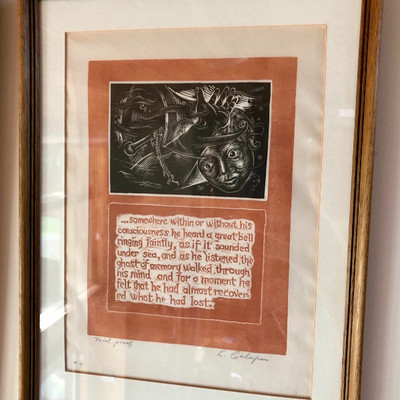 ...somewhere within or without his
consciousness he heard a great bell
ringing faintly, as if it sounded
under sea, and as he listened, the
ghost of memory walked through
his mind and for a moment he
felt that he had almost recover
ed what he had lost.
Trial proof